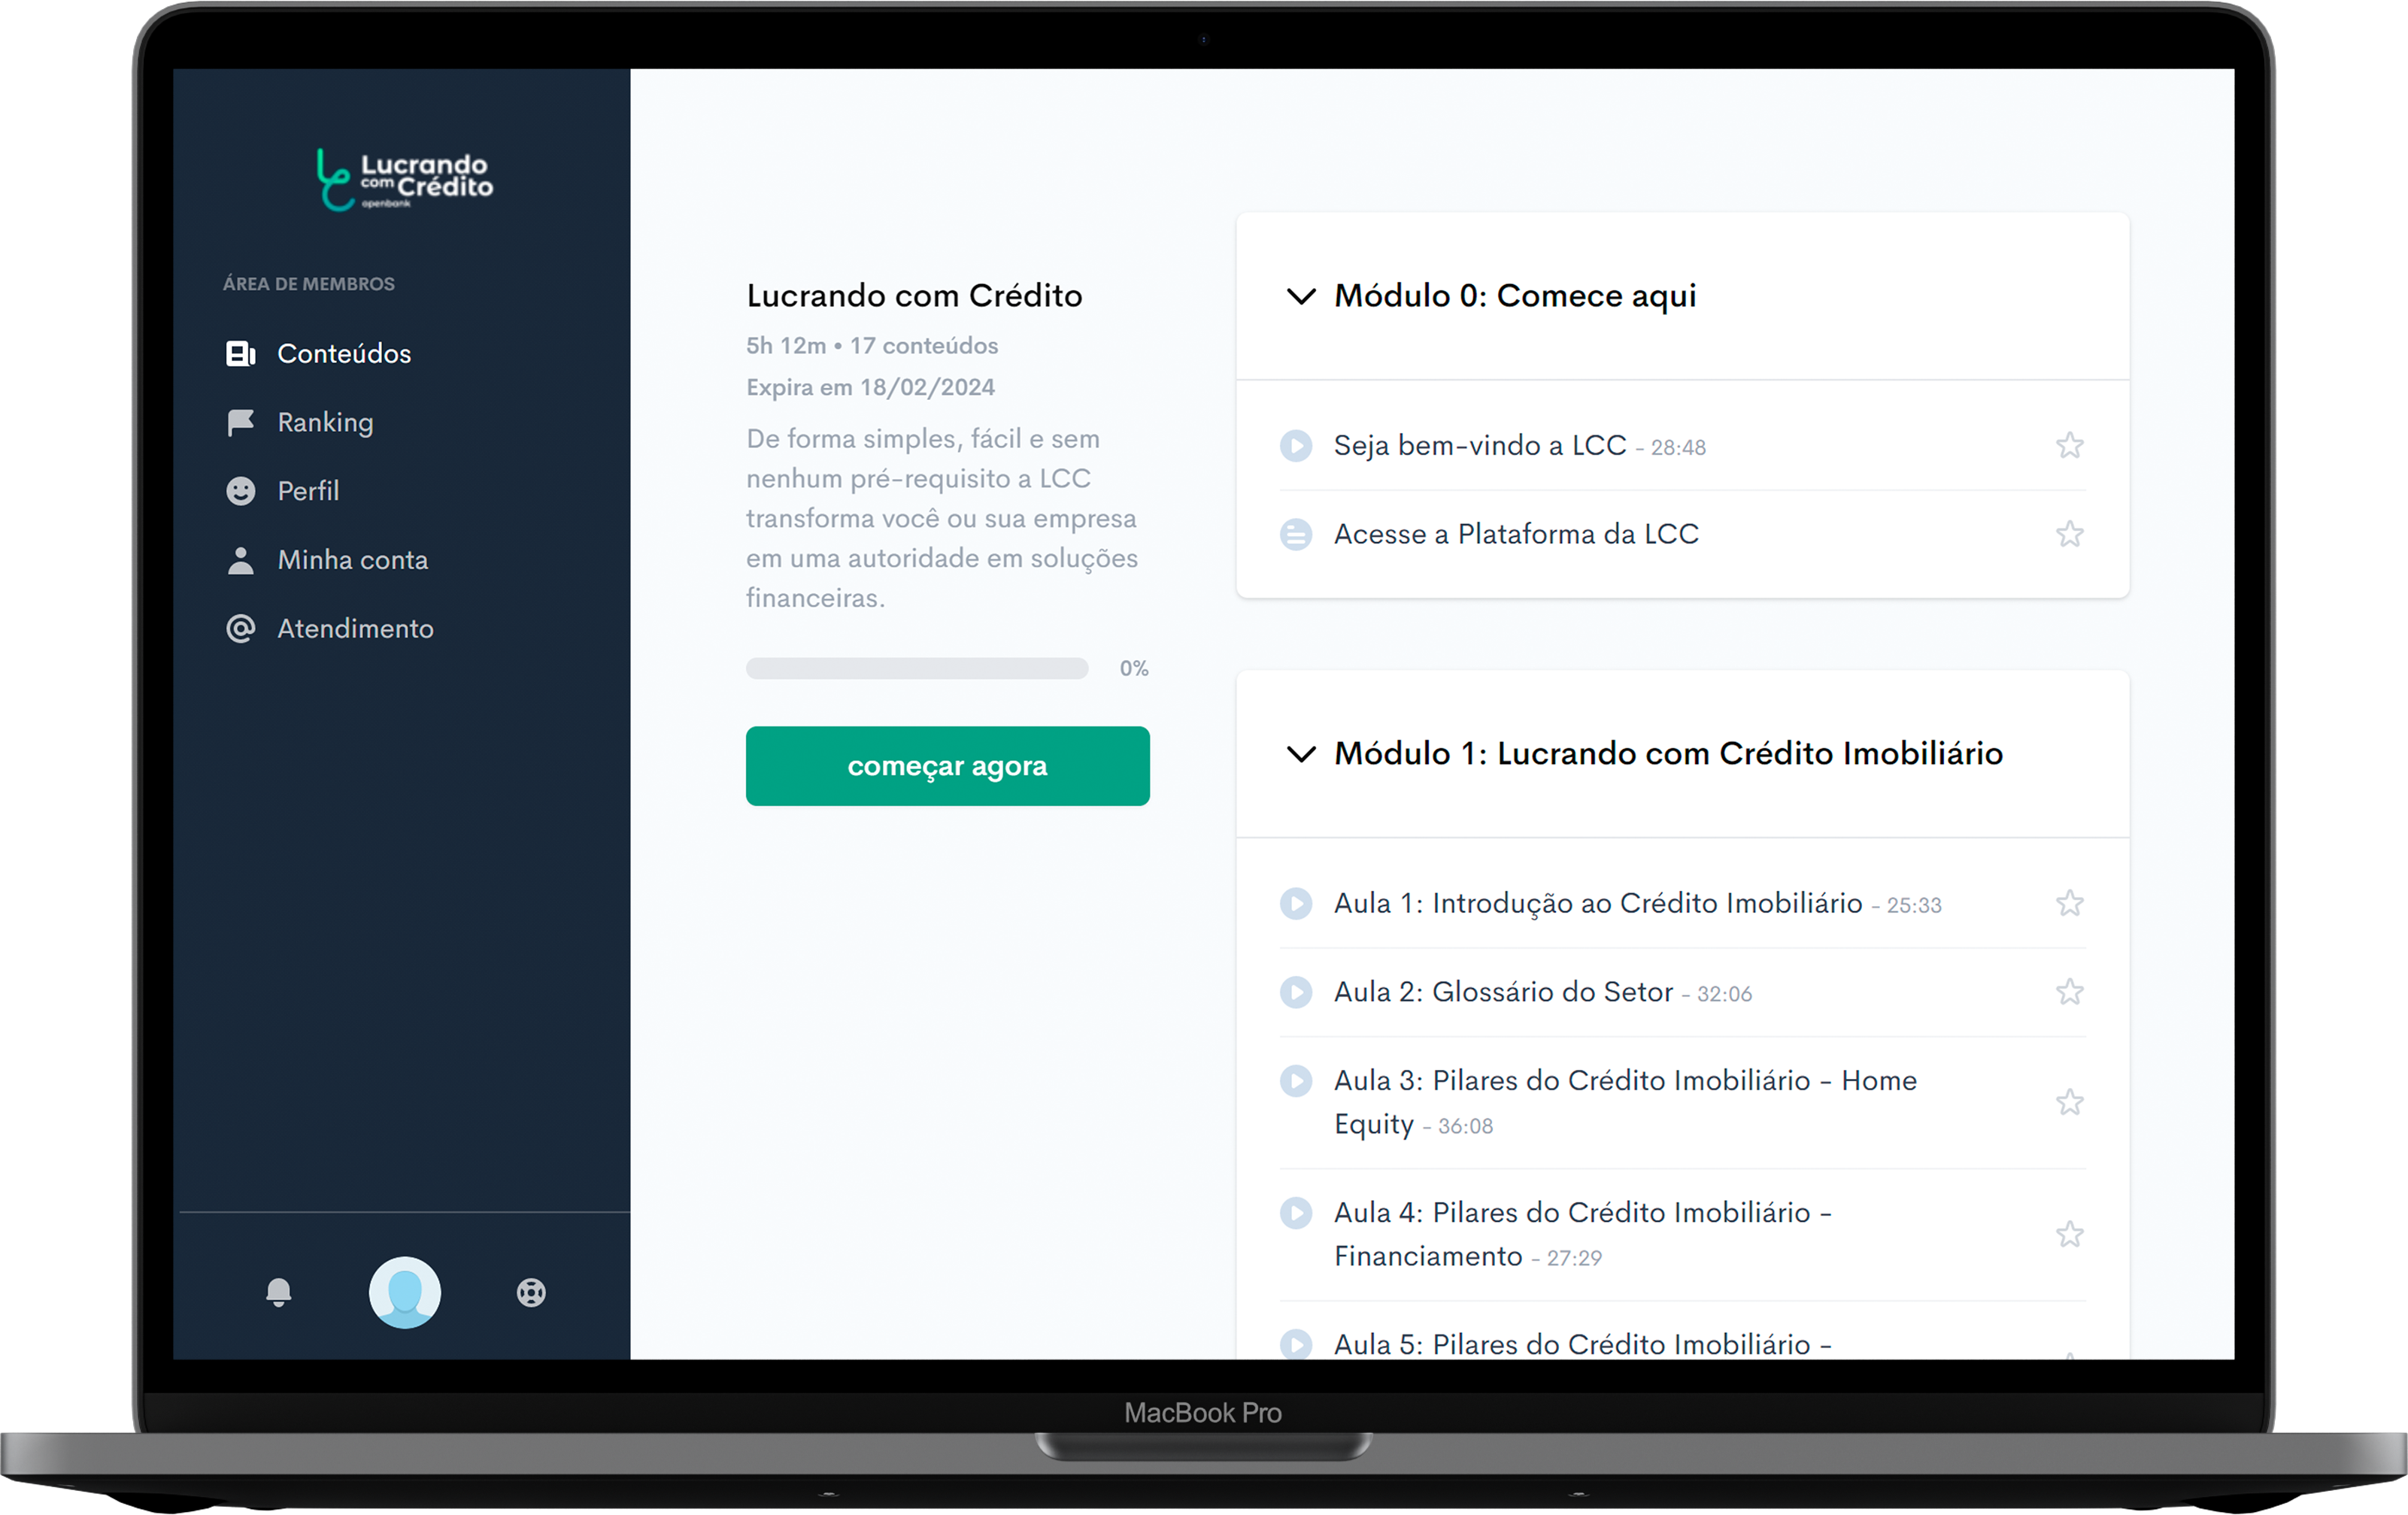 Lucrando
com Crédito
openbank
ÁREA DE MEMBROS
Conteúdos
Ranking
Perfil
Minha conta
Atendimento
Lucrando com Crédito
5h 12m • 17 conteúdos
Expira em 18/02/2024
De forma simples, fácil e sem
nenhum pré-requisito a LCC
transforma você ou sua empresa
em uma autoridade em soluções
financeiras.
0%
começar agora
Módulo 0: Comece aqui
Seja bem-vindo a LCC - 28:48
Acesse a Plataforma da LCC
Módulo 1: Lucrando com Crédito Imobiliário
Aula 1: Introdução ao Crédito Imobiliário - 25:33
Aula 2: Glossário do Setor - 32:06
Aula 3: Pilares do Crédito Imobiliário - Home
Equity - 36:08
Aula 4: Pilares do Crédito Imobiliário -
Financiamento - 27:29
Aula 5: Pilares do Crédito Imobiliário -
MacBook Pro